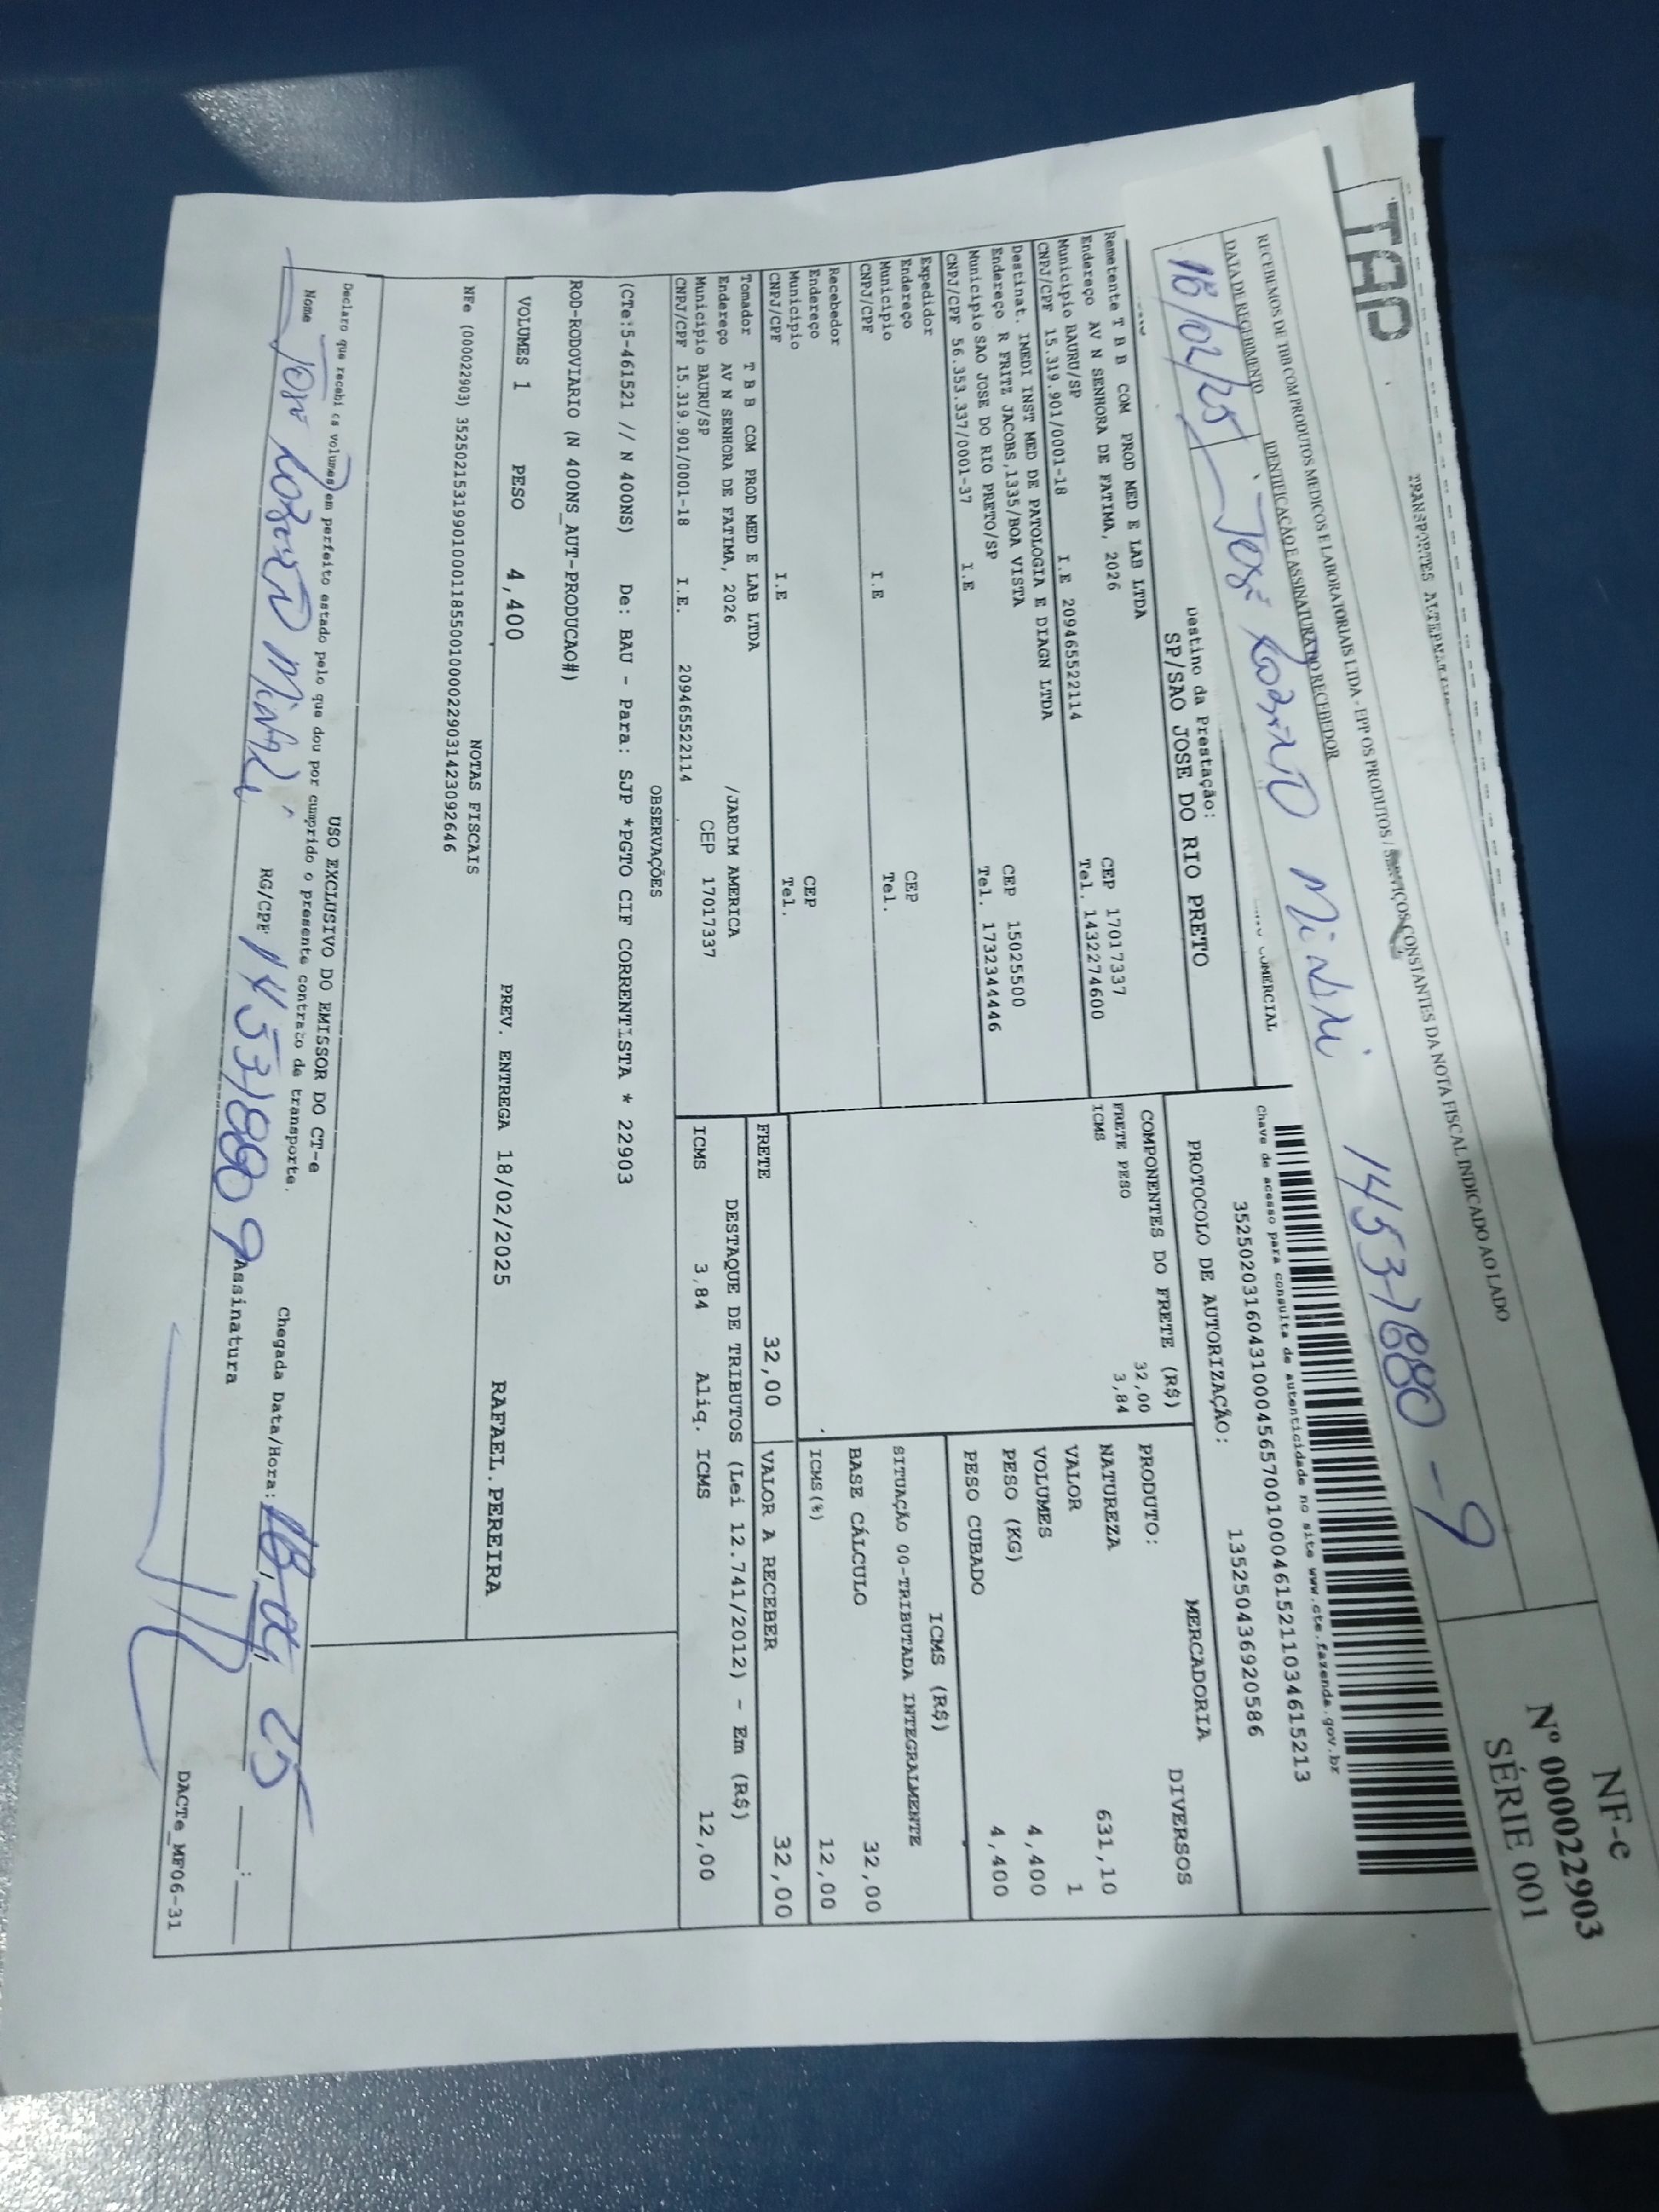 TAP
TRANSPORTES
RECEBEMOS DE TBB COM PRODUTOS MEDICOS E LABORATORIAIS LTDA - EPP OS PRODUTOS / SERVIÇOS CONSTANTES DA NOTA FISCAL INDICADO AO LADO
DATA DE RECEBIMENTO
IDENTIFICAÇÃO E ASSINATURA DO RECEBEDOR
18/02/25 José 1453-7880-9
NF-e
Nº 000022903
SÉRIE 001
COMERCIAL
Destino da Prestação:
SP/SAO JOSE DO RIO PRETO
Chave de acesso para consulta de autenticidade no site www.cte.fazenda.gov.br
35250203160431000456570010004615211034615213
PROTOCOLO DE AUTORIZAÇÃO: 135250436920586
Remetente T B B COM PROD MED E LAB LTDA
Endereço AV N SENHORA DE FATIMA, 2026 CEP 17017337
Município BAURU/SP Tel. 1432274600
CNPJ/CPF 15.319.901/0001-18 I.E 209465522114
Destinat. IMEDI INST MED DE PATOLOGIA E DIAGN LTDA
Endereço R FRITZ JACOBS,1335/BOA VISTA CEP 15025500
Município SAO JOSE DO RIO PRETO/SP Tel. 1732344446
CNPJ/CPF 56.353.337/0001-37 I.E
Expedidor
Endereço CEP
Município Tel.
CNPJ/CPF I.E
Recebedor
Endereço CEP
Município Tel.
CNPJ/CPF I.E
Tomador T B B COM PROD MED E LAB LTDA
Endereço AV N SENHORA DE FATIMA, 2026 /JARDIM AMERICA
Município BAURU/SP CEP 17017337
CNPJ/CPF 15.319.901/0001-18 I.E. 209465522114
COMPONENTES DO FRETE (R$)
FRETE PESO 32,00
ICMS 3,84
MERCADORIA
PRODUTO: DIVERSOS
NATUREZA
VALOR 631,10
VOLUMES 1
PESO (KG) 4,400
PESO CUBADO 4,400
ICMS (R$)
SITUAÇÃO 00-TRIBUTADA INTEGRALMENTE
BASE CÁLCULO 32,00
ICMS(%) 12,00
FRETE 32,00
VALOR A RECEBER 32,00
DESTAQUE DE TRIBUTOS (Lei 12.741/2012) - Em (R$)
ICMS 3,84 Aliq. ICMS 12,00
OBSERVAÇÕES
(CTe:5-461521 // N 400NS) De: BAU - Para: SJP *PGTO CIF CORRENTISTA * 22903
ROD-RODOVIARIO (N 400NS_AUT-PRODUCAO#)
VOLUMES 1 PESO 4,400 PREV. ENTREGA 18/02/2025 RAFAEL.PEREIRA
NOTAS FISCAIS
NFe (000022903) 35250215319901000118550010000229031423092646
USO EXCLUSIVO DO EMISSOR DO CT-e
Declaro que recebi os volumes em perfeito estado pelo que dou por cumprido o presente contrato de transporte.
Chegada Data/Hora: 18, 02, 25 :
Nome José RG/CPF 145378809 Assinatura
DACTe_MF06-31